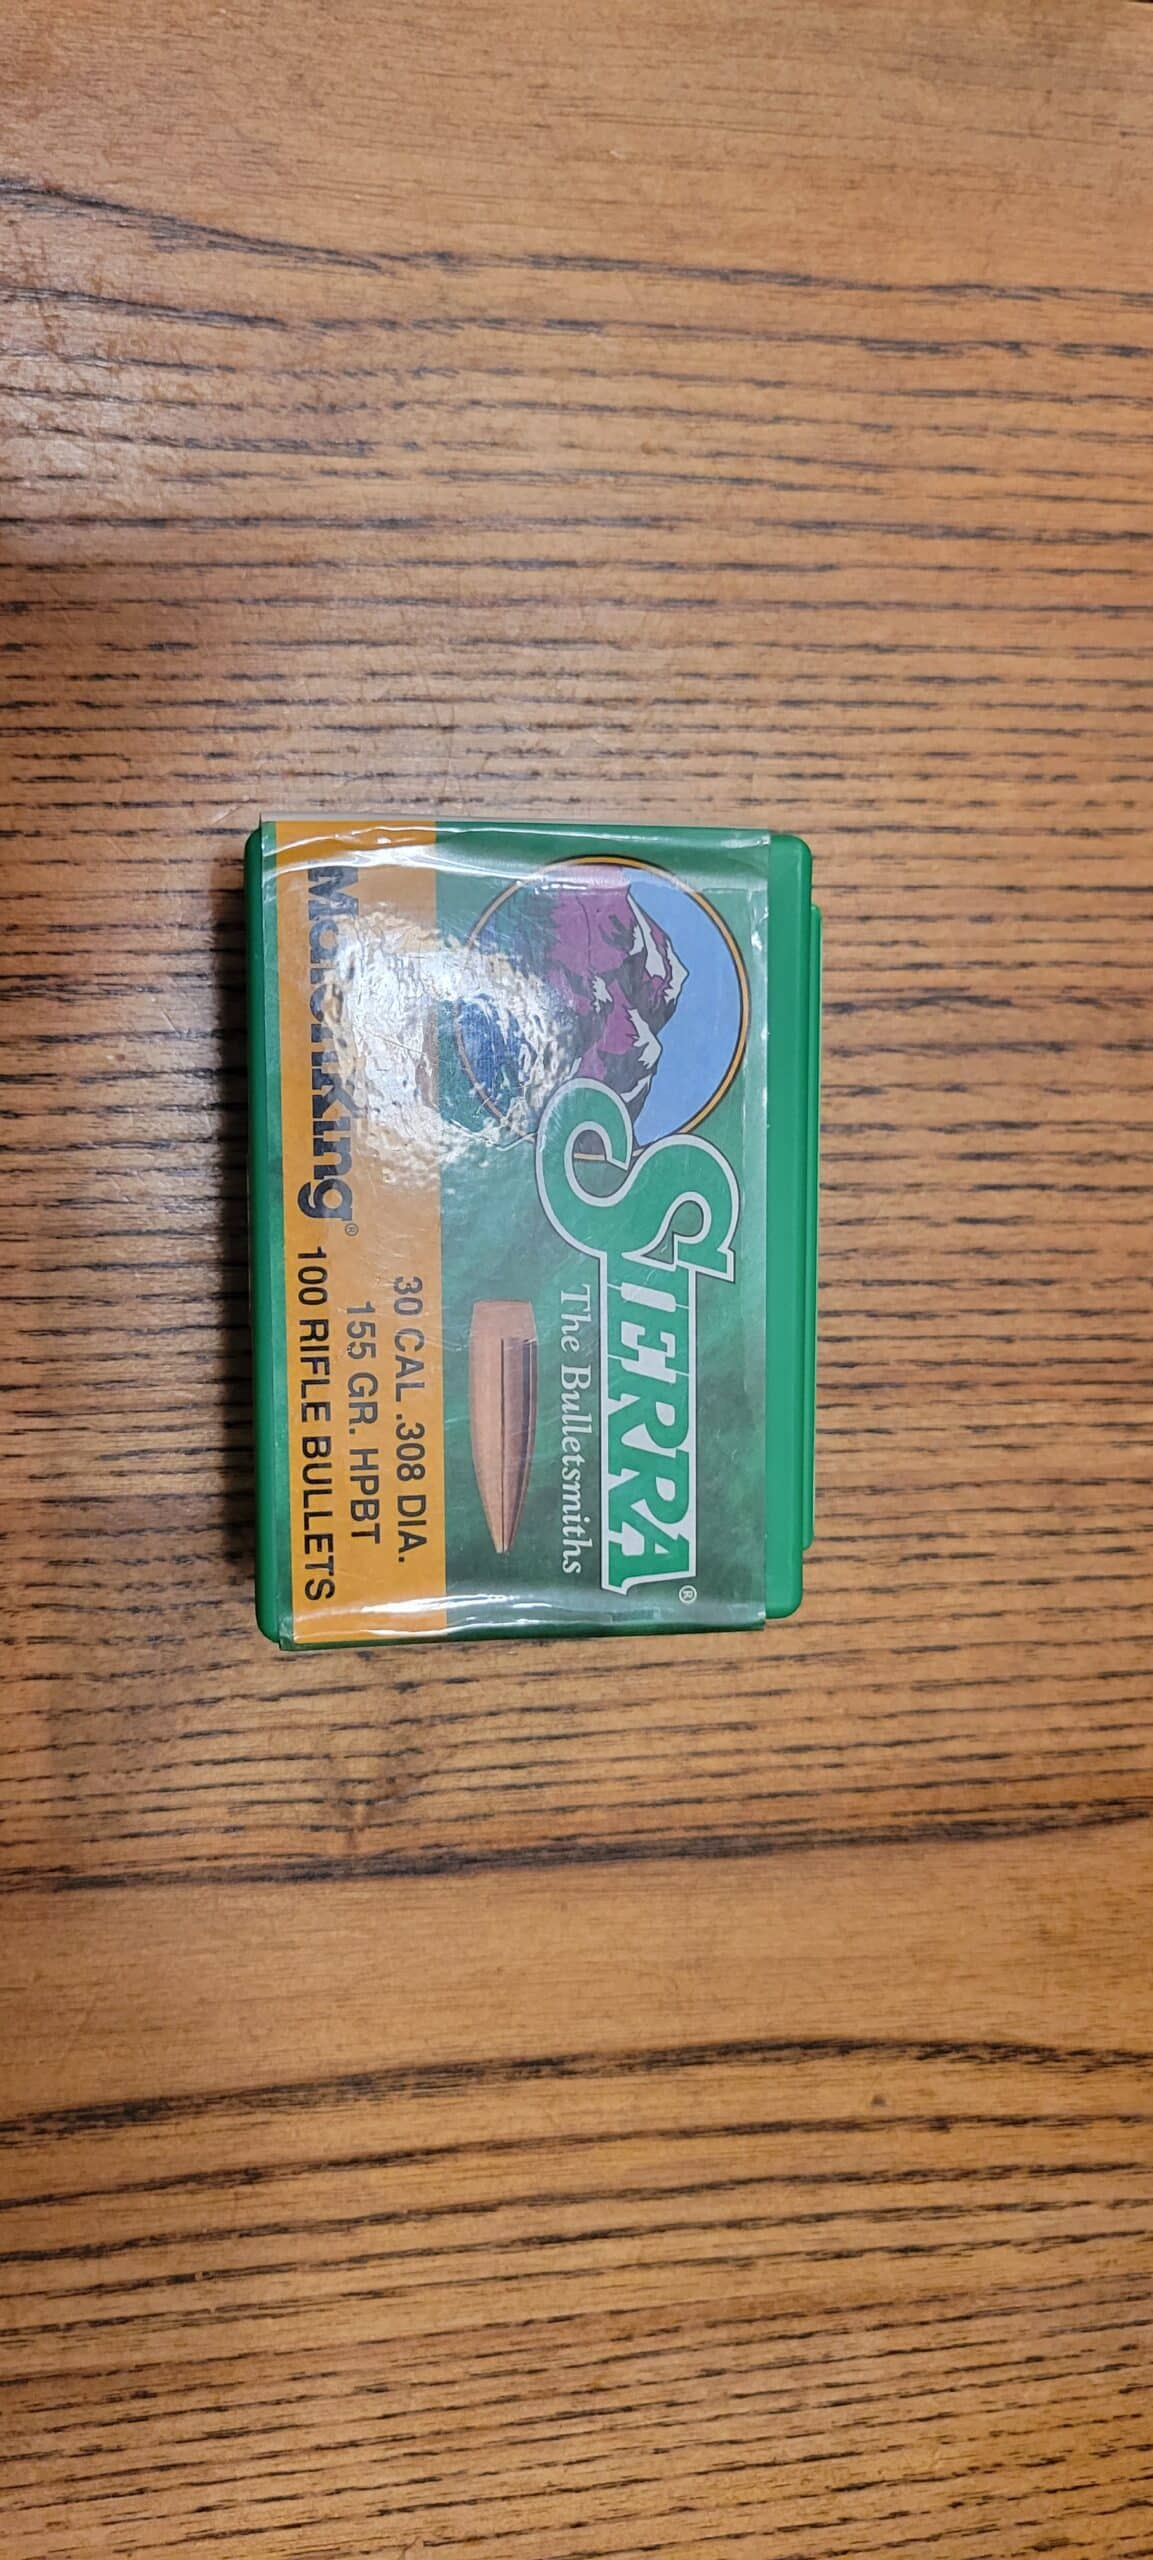 SIERRA®
The Bulletsmiths
30 CAL .308 DIA.
155 GR. HPBT
MatchKing® 100 RIFLE BULLETS